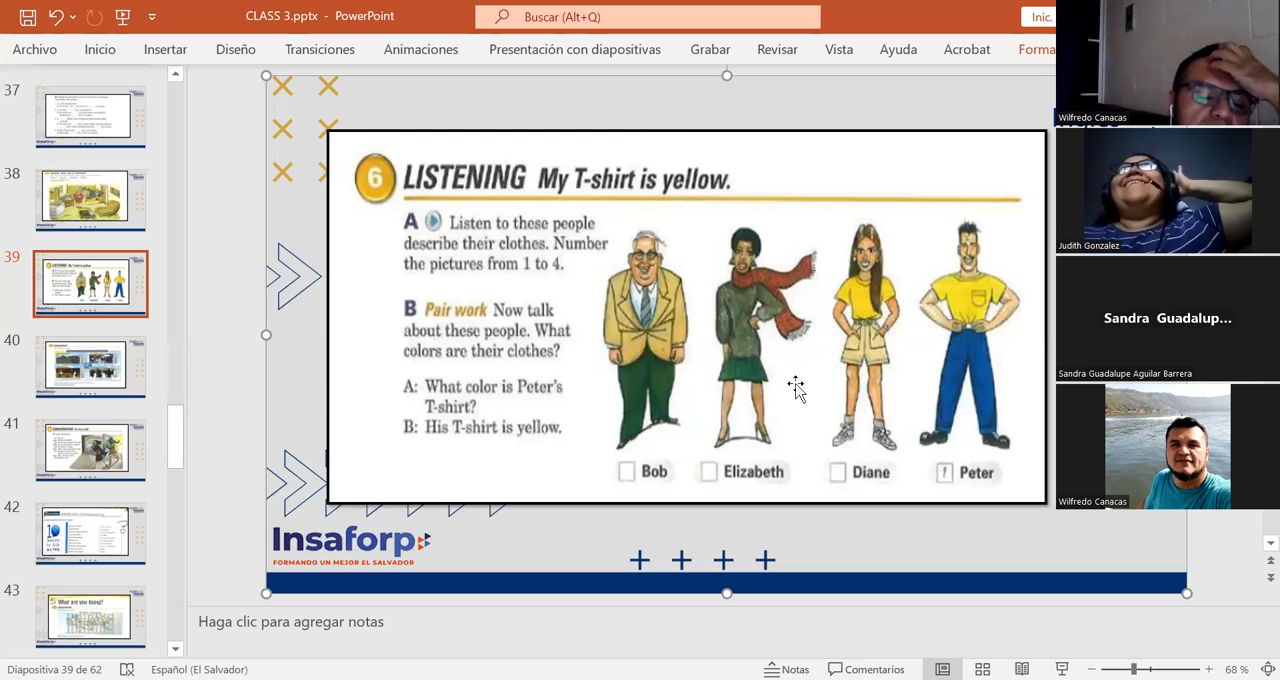 CLASS 3.pptx - PowerPoint
Buscar (Alt+Q)
Inic.
Archivo Inicio Insertar Diseño Transiciones Animaciones Presentación con diapositivas Grabar Revisar Vista Ayuda Acrobat Forma
37
38
39
40
41
42
43
What are you doing?
6 LISTENING My T-shirt is yellow.
A Listen to these people
describe their clothes. Number
the pictures from 1 to 4.
B Pair work Now talk
about these people. What
colors are their clothes?
A: What color is Peter's
T-shirt?
B: His T-shirt is yellow.
Bob Elizabeth Diane 1 Peter
Insaforp
FORMANDO UN MEJOR EL SALVADOR
Wilfredo Canacas
Judith Gonzalez
Sandra Guadalup...
Sandra Guadalupe Aguilar Barrera
Wilfredo Canacas
Haga clic para agregar notas
Diapositiva 39 de 62 Español (El Salvador) Notas Comentarios 68 %